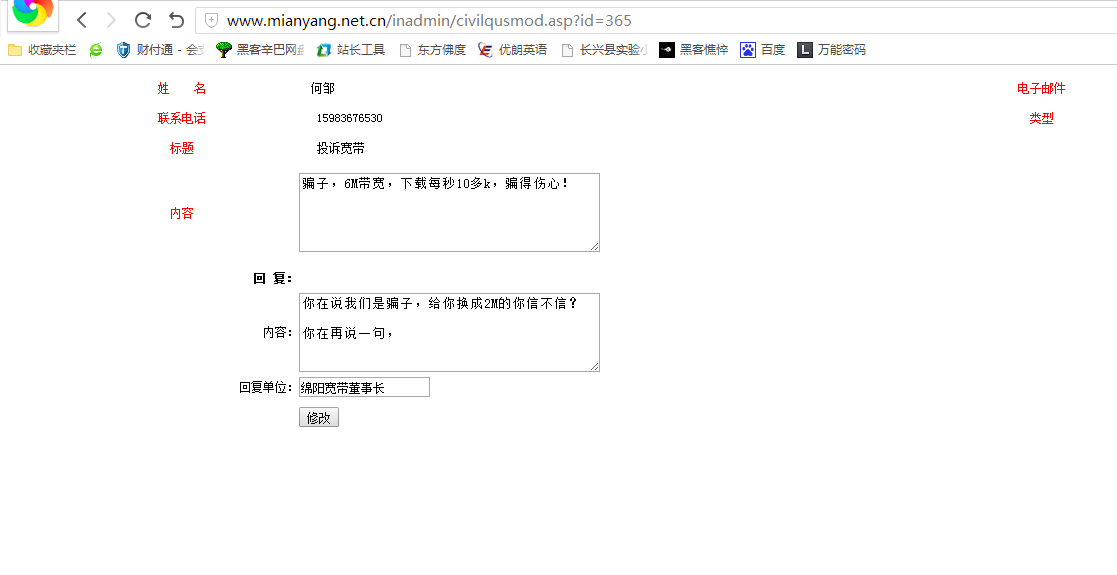 www.mianyang.net.cn/inadmin/civilqusmod.asp?id=365
收藏夹栏 财付通 - 会 黑客辛巴网盘 站长工具 东方佛度 优朗英语 长兴县实验小 黑客憔悴 百度 L 万能密码
姓 名 何邹 电子邮件
联系电话 15983676530 类型
标题 投诉宽带
内容 骗子，6M带宽，下载每秒10多k，骗得伤心！
回 复：
你在说我们是骗子，给你换成2M的你信不信？
内容： 你在再说一句，
回复单位： 绵阳宽带董事长
修改